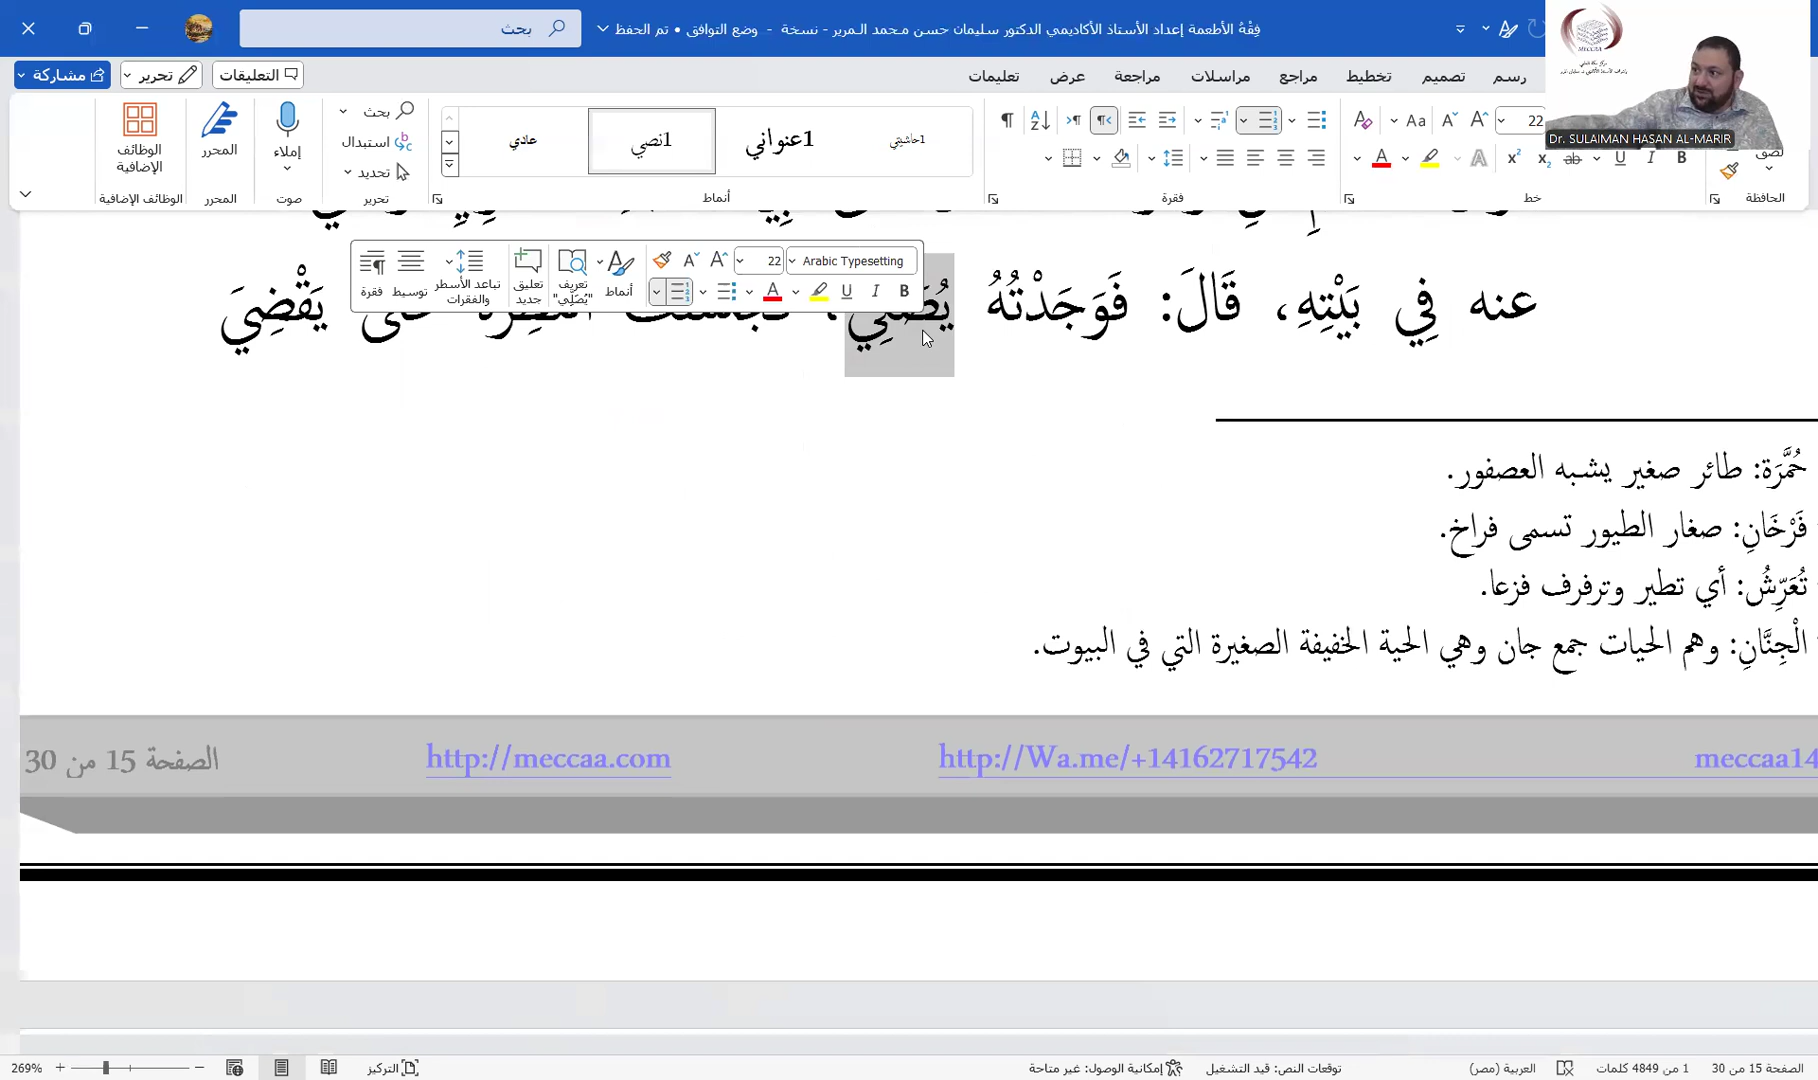 فِقْهُ الأطعمة إعداد الأستاذ الأكاديمي الدكتور سليمان حسن محمد المرير - نسخة - وضع التوافق • تم الحفظ
بحث
رسم تصميم تخطيط مراجع مراسلات مراجعة عرض تعليمات
التعليقات تحرير مشاركة
MECCAA
Dr. SULAIMAN HASAN AL-MARIR
لصق
الحافظة
22
خط
فقرة
1حاشيتي 1عنواني 1نصي عادي
أنماط
بحث
استبدال
تحديد
تحرير
إملاء
صوت
المحرر
المحرر
الوظائف الإضافية
الوظائف الإضافية
Arabic Typesetting 22
أنماط
تعريف "يُصَلِّي"
تعليق جديد
تباعد الأسطر والفقرات
توسيط
فقرة
عنه فِي بَيْتِهِ، قَالَ: فَوَجَدْتُهُ يُصَلِّي، يَقْضِيَ
حُمَّرَة: طائر صغير يشبه العصفور.
فَرْخَانِ: صغار الطيور تسمى فراخ.
تُعَرِّشُ: أي تطير وترفرف فزعا.
الْجِنَّانِ: وهم الحيات جمع جان وهي الحية الخفيفة الصغيرة التي في البيوت.
meccaa14 http://Wa.me/+14162717542 http://meccaa.com الصفحة 15 من 30
الصفحة 15 من 30 1 من 4849 كلمات العربية (مصر) توقعات النص: قيد التشغيل إمكانية الوصول: غير متاحة التركيز 269%